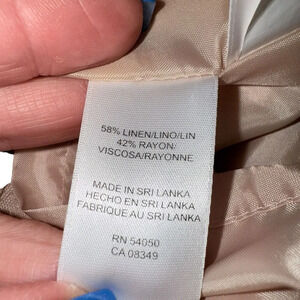 58% LINEN/LINO/LIN
42% RAYON/
VISCOSA/RAYONNE
MADE IN SRI LANKA
HECHO EN SRI LANKA
FABRIQUE AU SRI LANKA
RN 54050
CA 08349